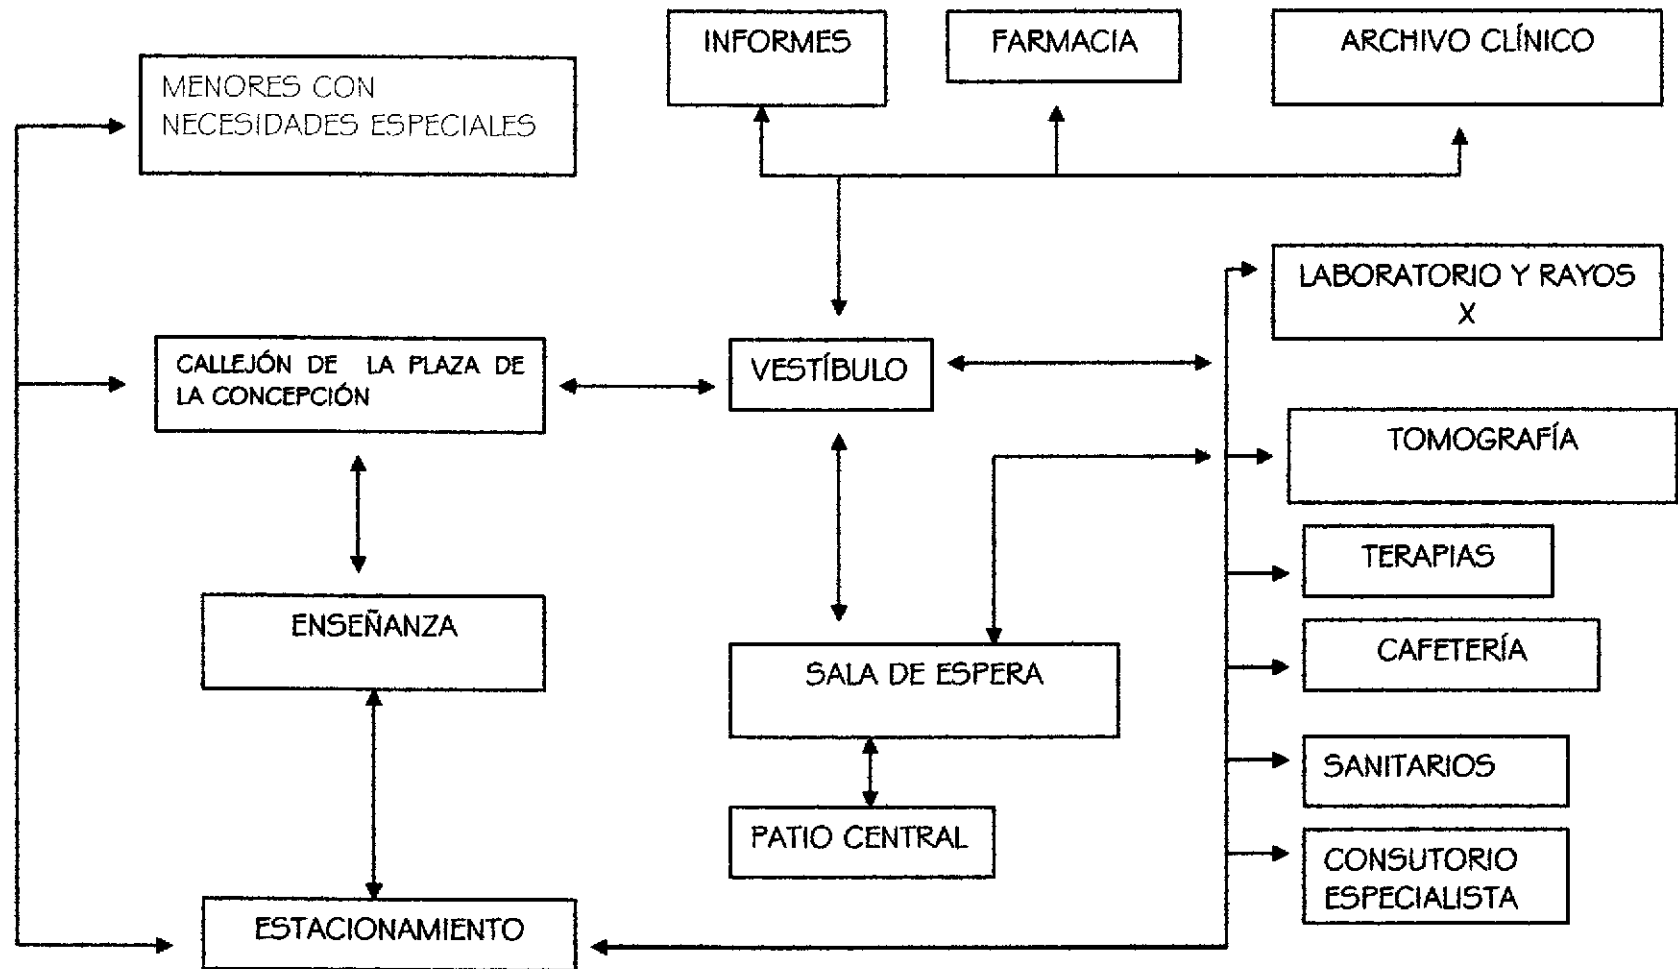 INFORMES
FARMACIA
ARCHIVO CLÍNICO
MENORES CON
NECESIDADES ESPECIALES
LABORATORIO Y RAYOS
X
CALLEJÓN DE LA PLAZA DE
LA CONCEPCIÓN
VESTÍBULO
TOMOGRAFÍA
TERAPIAS
ENSEÑANZA
CAFETERÍA
SALA DE ESPERA
SANITARIOS
PATIO CENTRAL
CONSUTORIO
ESPECIALISTA
ESTACIONAMIENTO